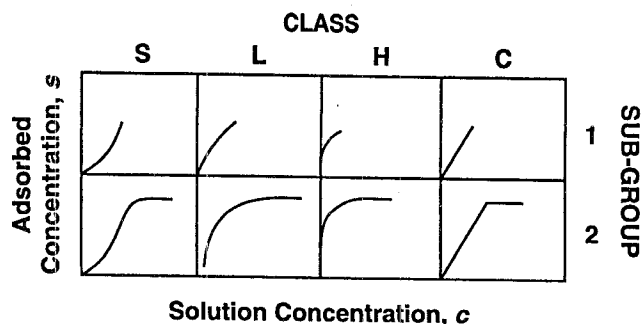 CLASS
S L H C
Adsorbed
Concentration, s
1
2
SUB-GROUP
Solution Concentration, c